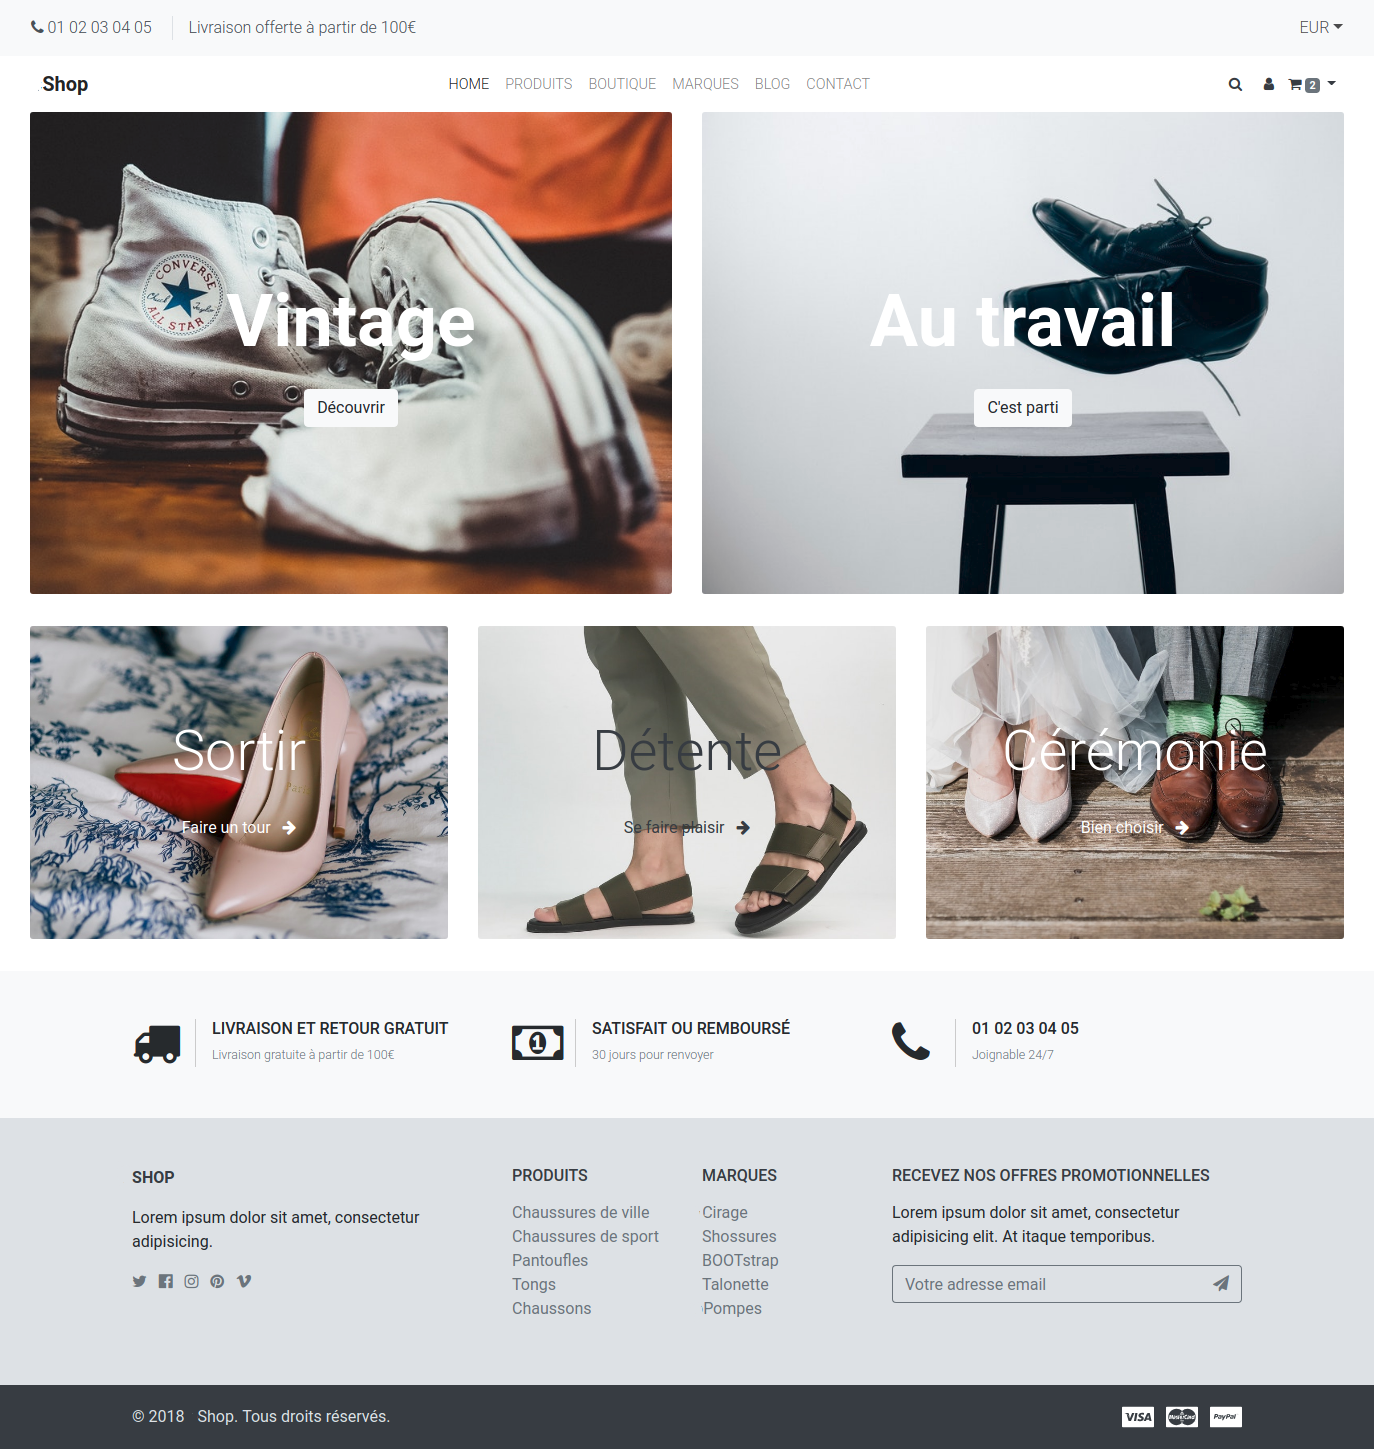 01 02 03 04 05 Livraison offerte à partir de 100€ EUR
Shop HOME PRODUITS BOUTIQUE MARQUES BLOG CONTACT 2
CONVERSE
ALL STAR
Vintage
Découvrir
Au travail
C'est parti
Sortir
Faire un tour
Détente
Se faire plaisir
Cérémonie
Bien choisir
LIVRAISON ET RETOUR GRATUIT
Livraison gratuite à partir de 100€
SATISFAIT OU REMBOURSÉ
30 jours pour renvoyer
01 02 03 04 05
Joignable 24/7
SHOP
Lorem ipsum dolor sit amet, consectetur
adipisicing.
PRODUITS
Chaussures de ville
Chaussures de sport
Pantoufles
Tongs
Chaussons
MARQUES
Cirage
Shossures
BOOTstrap
Talonette
Pompes
RECEVEZ NOS OFFRES PROMOTIONNELLES
Lorem ipsum dolor sit amet, consectetur
adipisicing elit. At itaque temporibus.
Votre adresse email
© 2018 Shop. Tous droits réservés.
VISA MasterCard PayPal